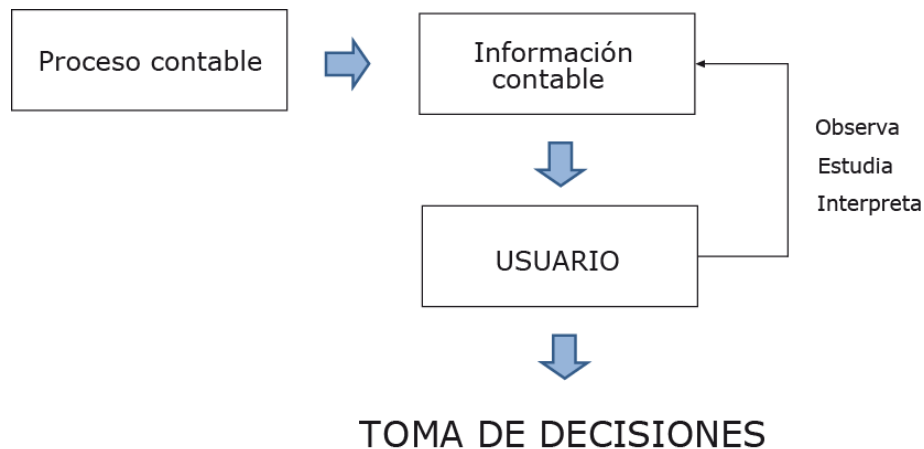 Proceso contable
Información
contable
Observa
Estudia
Interpreta
USUARIO
TOMA DE DECISIONES